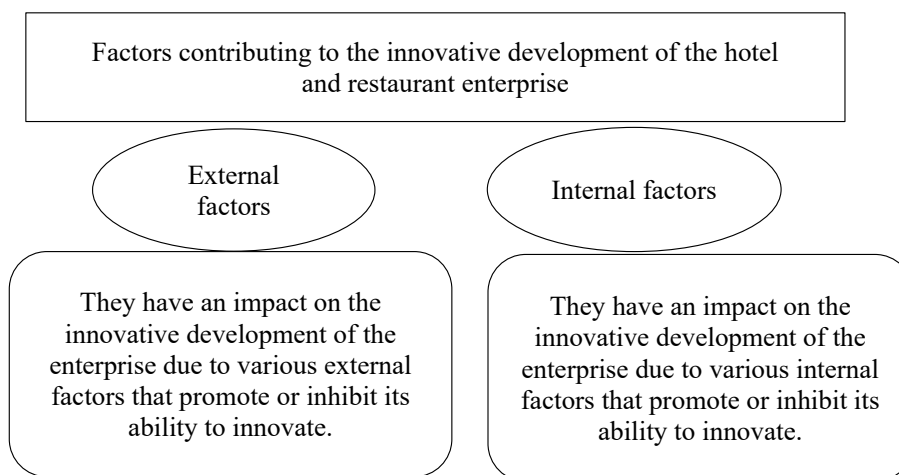 Factors contributing to the innovative development of the hotel
and restaurant enterprise
External
factors
Internal factors
They have an impact on the
innovative development of the
enterprise due to various external
factors that promote or inhibit its
ability to innovate.
They have an impact on the
innovative development of the
enterprise due to various internal
factors that promote or inhibit its
ability to innovate.